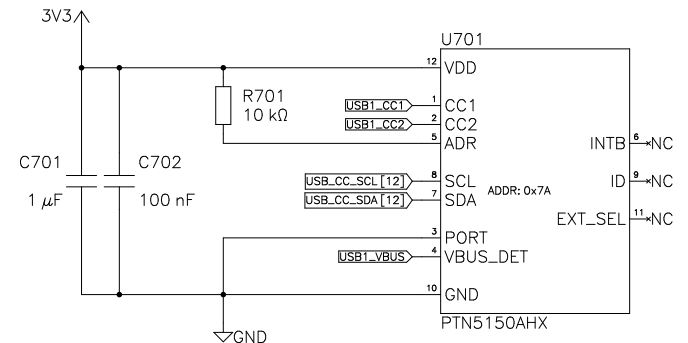 3V3
U701
12 VDD
R701
10 kΩ
USB1_CC1 1 CC1
USB1_CC2 2 CC2
5 ADR
INTB 6 NC
C701
1 µF
C702
100 nF
USB_CC_SCL [12] 8 SCL
USB_CC_SDA [12] 7 SDA
ADDR: 0x7A
ID 9 NC
EXT_SEL 11 NC
3 PORT
USB1_VBUS 4 VBUS_DET
10 GND
PTN5150AHX
GND